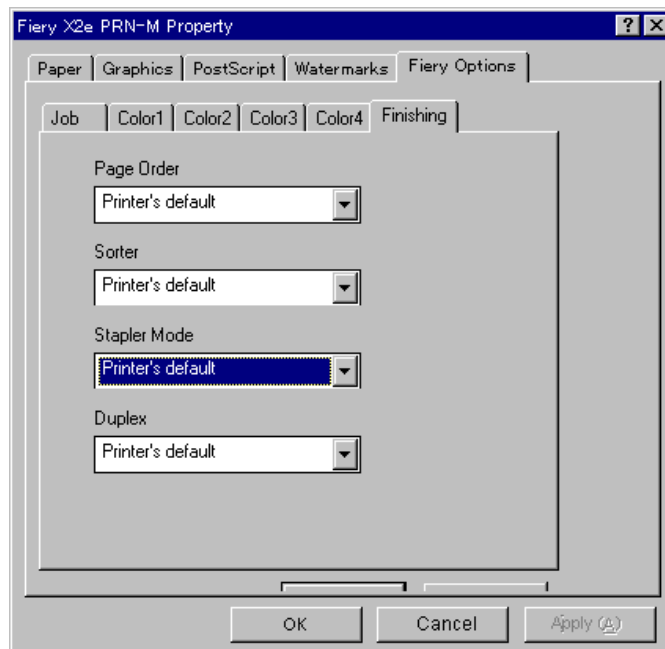 Fiery X2e PRN-M Property
Paper Graphics PostScript Watermarks Fiery Options
Job Color1 Color2 Color3 Color4 Finishing
Page Order
Printer's default
Sorter
Printer's default
Stapler Mode
Printer's default
Duplex
Printer's default
OK Cancel Apply (A)